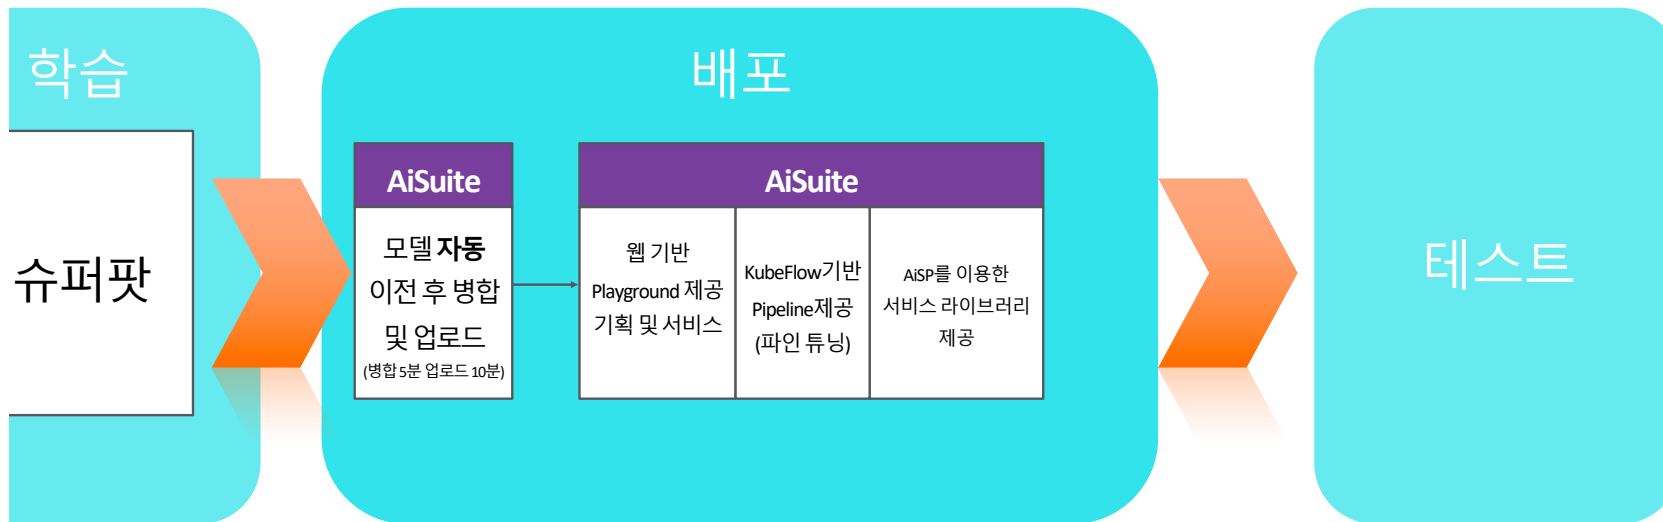 학습
슈퍼팟
배포
AiSuite
모델 자동
이전 후 병합
및 업로드
(병합 5분 업로드 10분)
AiSuite
웹 기반
Playground 제공
기획 및 서비스
KubeFlow기반
Pipeline제공
(파인 튜닝)
AiSP를 이용한
서비스 라이브러리
제공
테스트